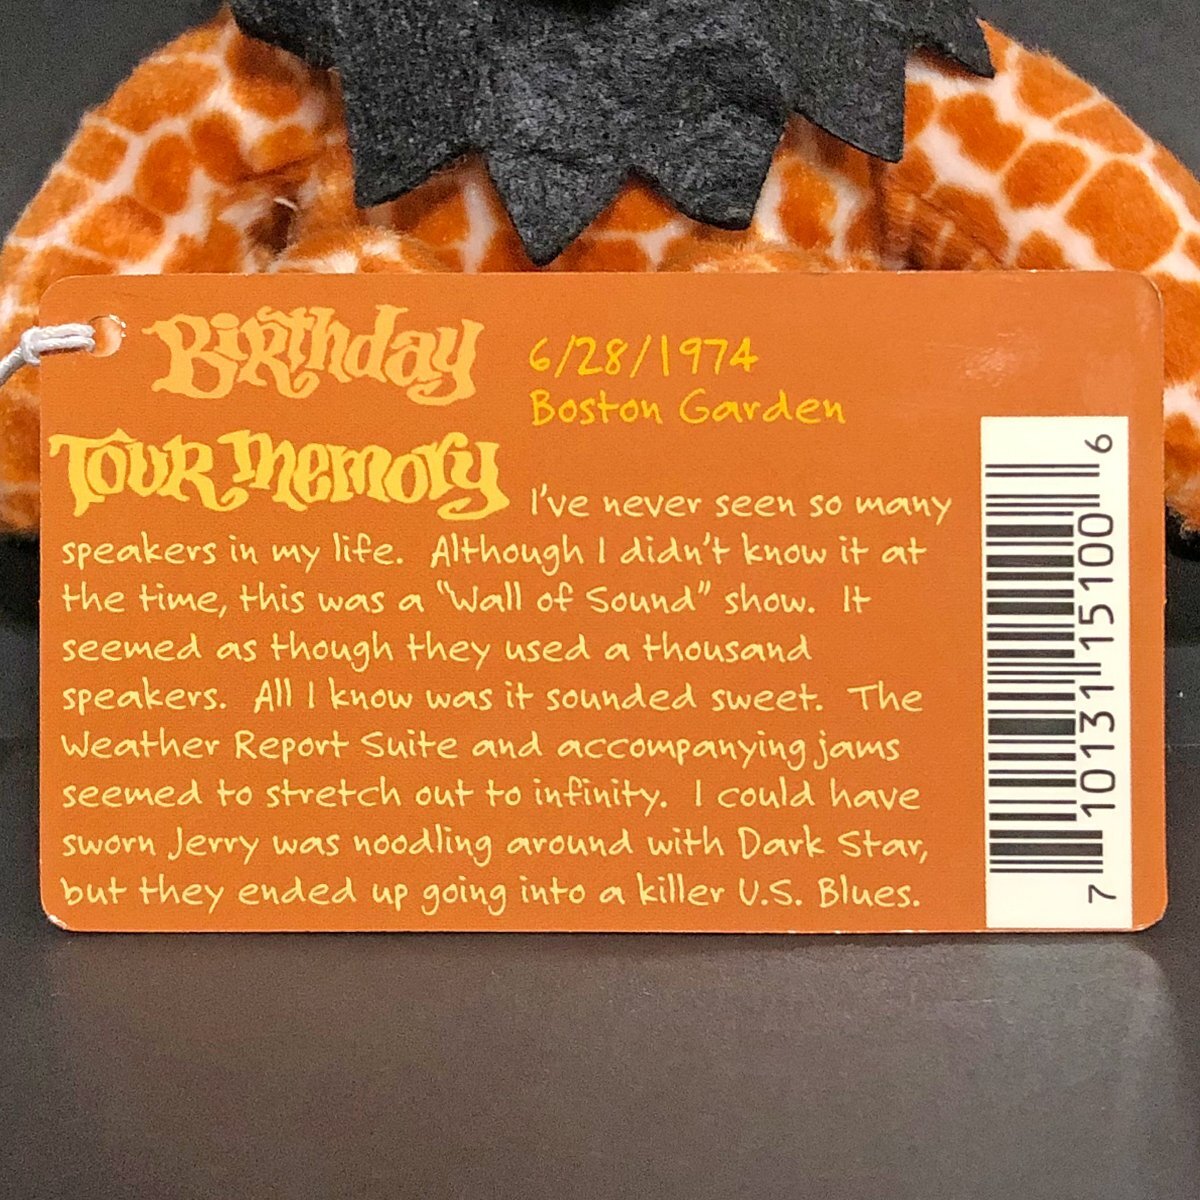 Birthday
6/28/1974
Boston Garden
Tour Memory
I've never seen so many
speakers in my life. Although I didn't know it at
the time, this was a "Wall of Sound" show. It
seemed as though they used a thousand
speakers. All I know was it sounded sweet. The
Weather Report Suite and accompanying jams
seemed to stretch out to infinity. I could have
sworn Jerry was noodling around with Dark Star,
but they ended up going into a killer U.S. Blues.
7 10131 15100 6